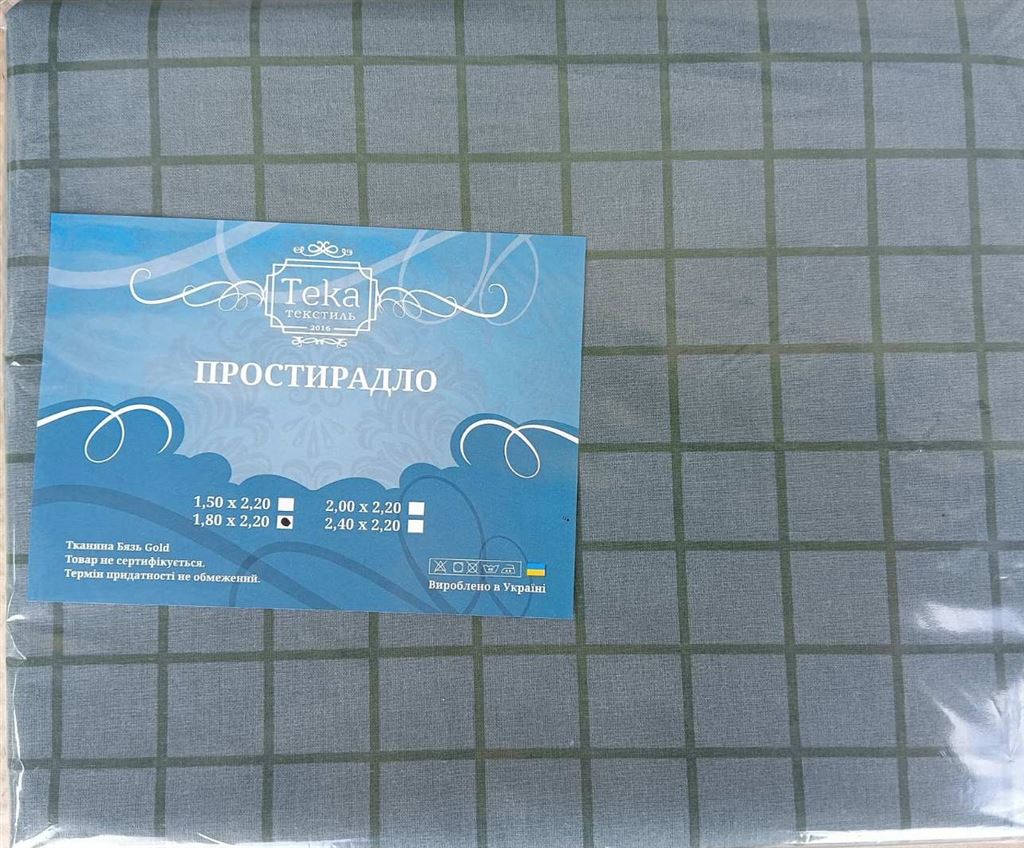 Teka
текстиль
2016
ПРОСТИРАДЛО
1,50 x 2,20
2,00 x 2,20
1,80 x 2,20
2,40 x 2,20
Тканина Бязь Gold
Товар не сертифікується.
Термін придатності не обмежений.
Вироблено в Україні